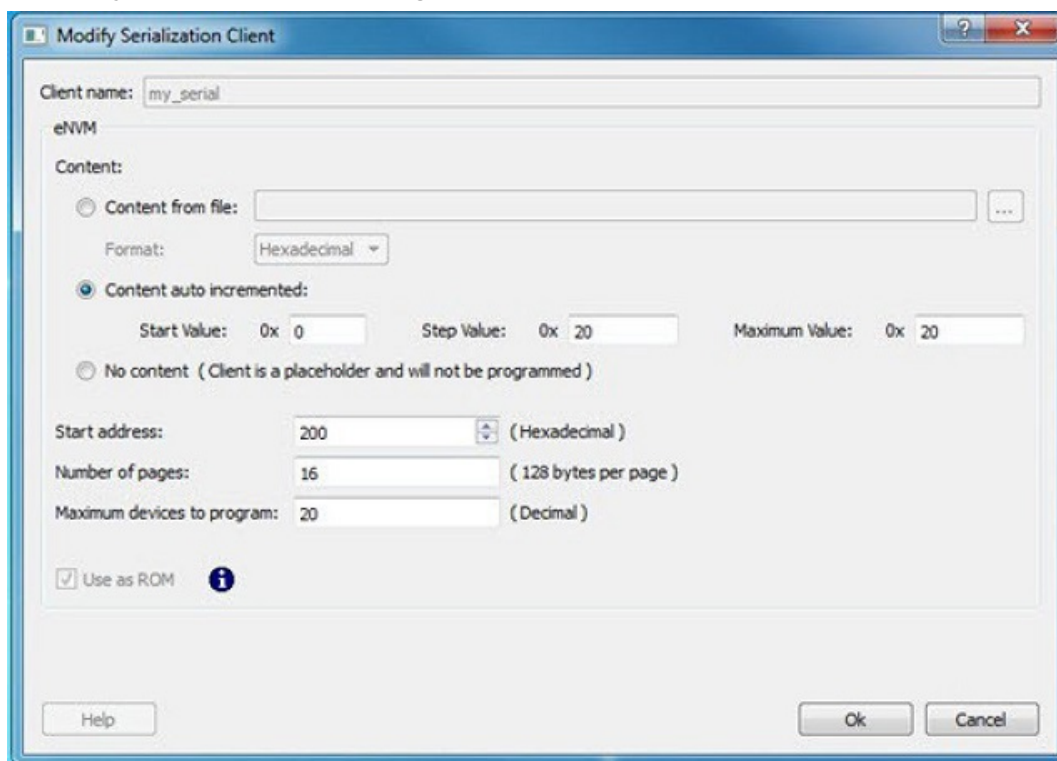 Modify Serialization Client
Client name: my_serial
eNVM
Content:
Content from file: ...
Format: Hexadecimal
Content auto incremented:
Start Value: 0x 0 Step Value: 0x 20 Maximum Value: 0x 20
No content ( Client is a placeholder and will not be programmed )
Start address: 200 ( Hexadecimal )
Number of pages: 16 ( 128 bytes per page )
Maximum devices to program: 20 ( Decimal )
Use as ROM
Help Ok Cancel